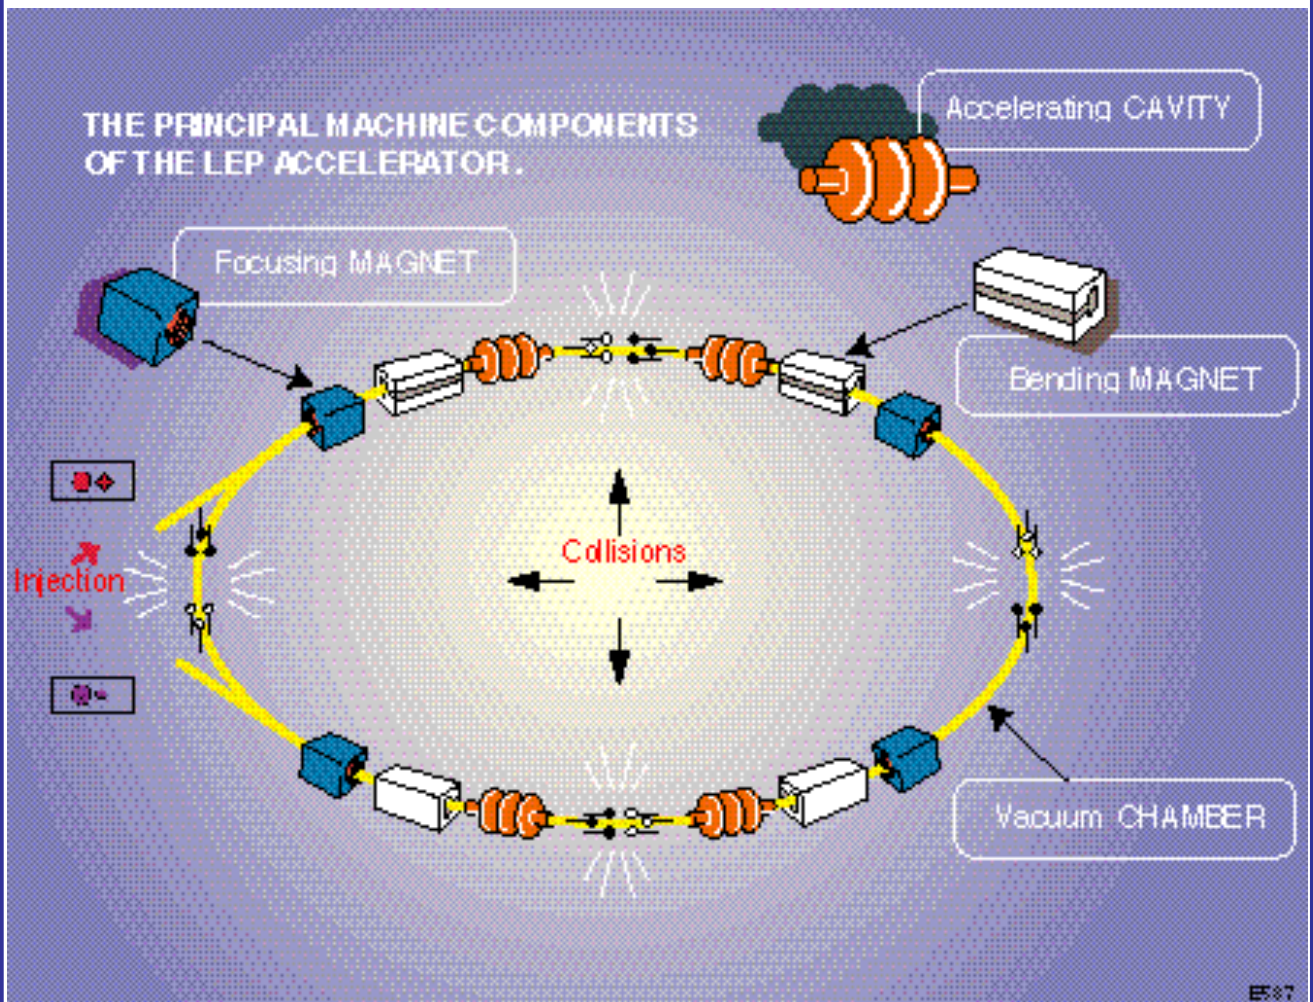 THE PRINCIPAL MACHINE COMPONENTS
OF THE LEP ACCELERATOR.
Accelerating CAVITY
Focusing MAGNET
Bending MAGNET
Collisions
Injection
Vacuum CHAMBER